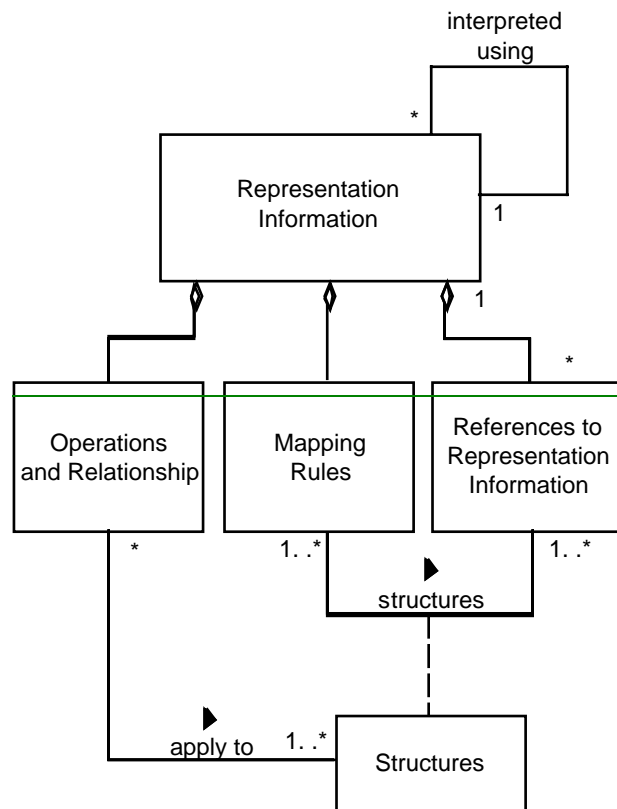 interpreted
using
*
Representation
Information
1
1
*
Operations
and Relationship
Mapping
Rules
References to
Representation
Information
*
1. .*
1. .*
structures
apply to
1. .*
Structures